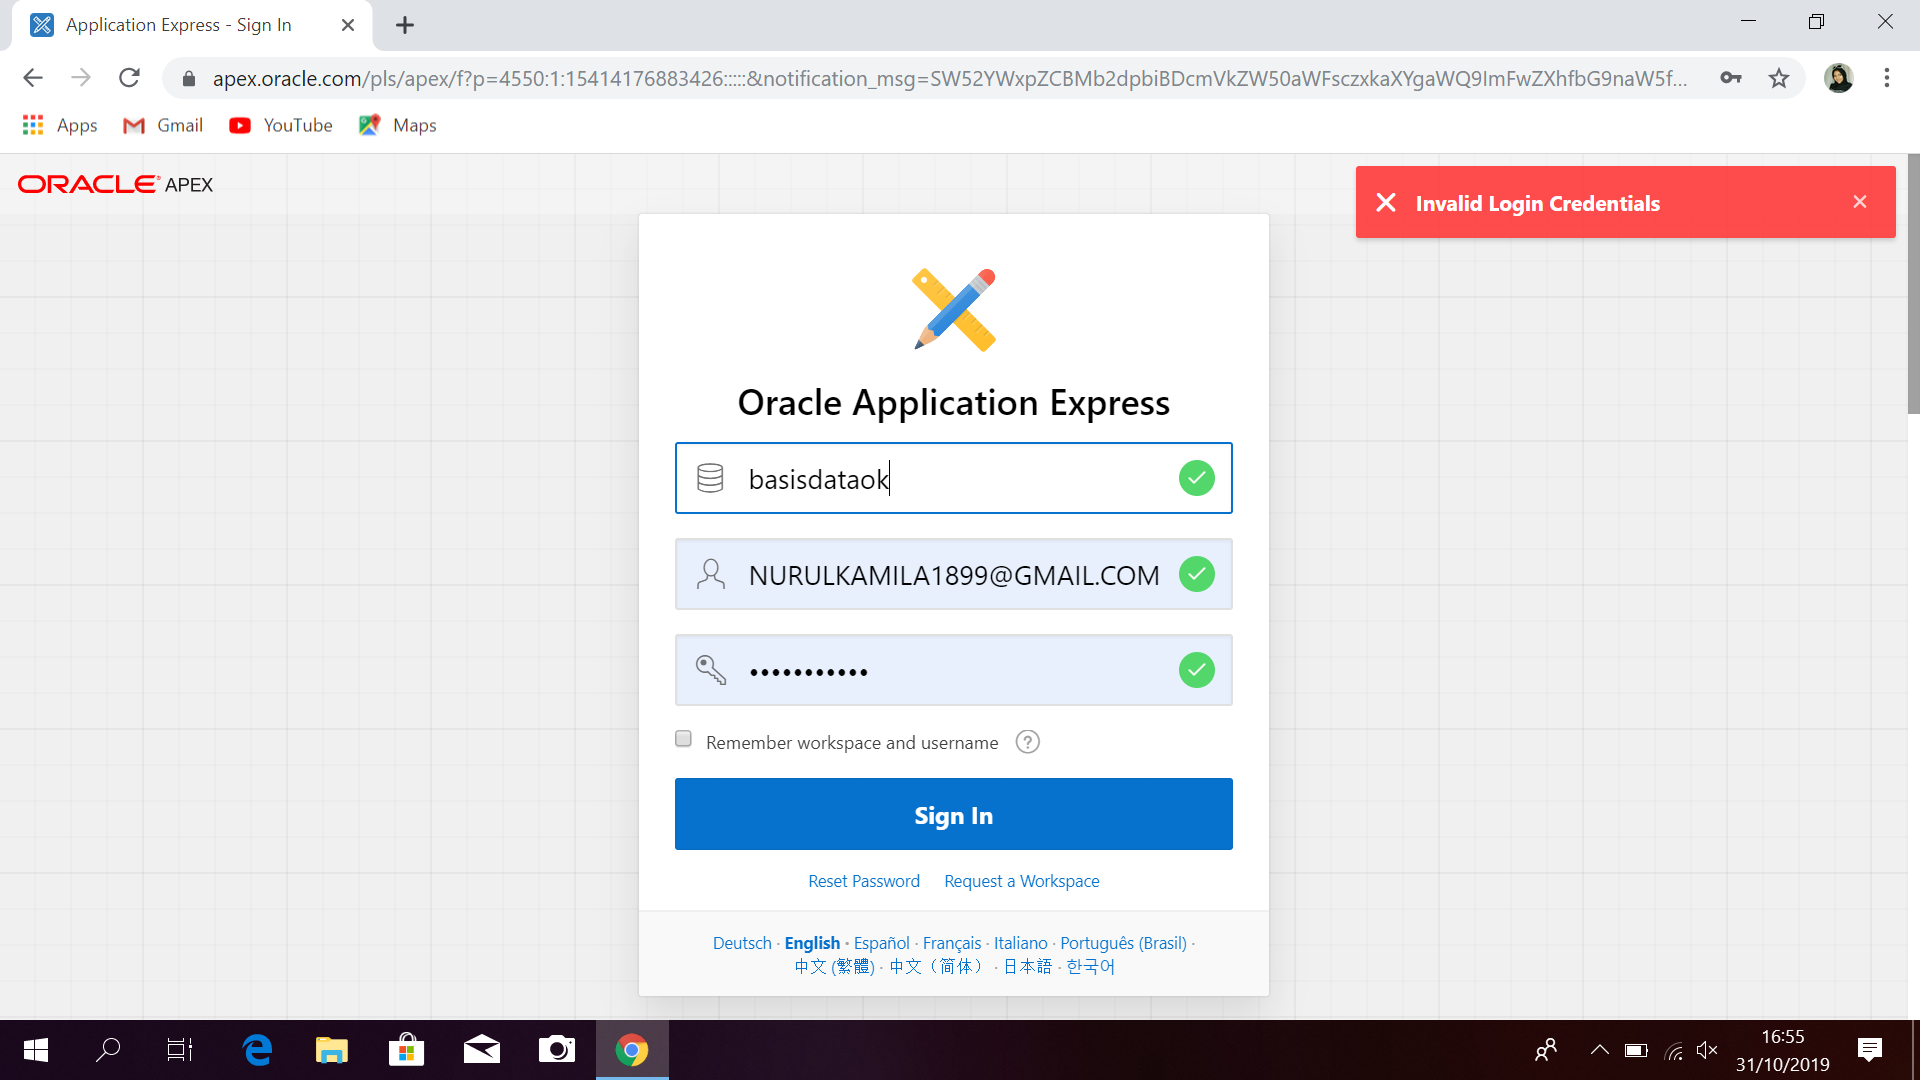 Application Express - Sign In
apex.oracle.com/pls/apex/f?p=4550:1:15414176883426:::::&notification_msg=SW52YWxpZCBMb2dpbiBDcmVkZW50aWFsczxkaXYgaWQ9ImFwZXhfbG9naW5f...
Apps Gmail YouTube Maps
ORACLE APEX
Invalid Login Credentials
Oracle Application Express
basisdataok
NURULKAMILA1899@GMAIL.COM
•••••••••••
Remember workspace and username ?
Sign In
Reset Password Request a Workspace
Deutsch · English · Español · Français · Italiano · Português (Brasil) ·
中文 (繁體) · 中文（简体） · 日本語 · 한국어
16:55
31/10/2019